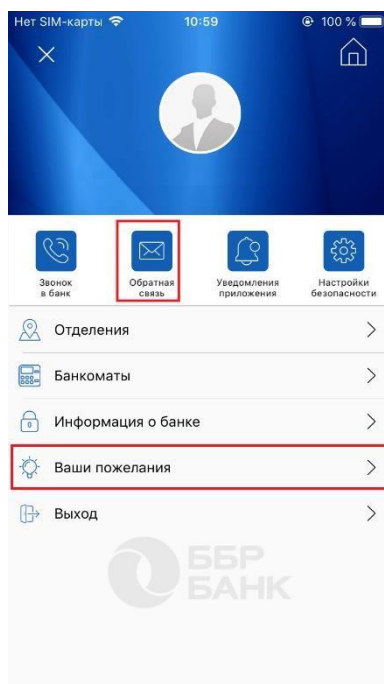 Нет SIM-карты 10:59 100 %
Звонок
в банк
Обратная
связь
Уведомления
приложения
Настройки
безопасности
Отделения
Банкоматы
Информация о банке
Ваши пожелания
Выход
ББР
БАНК